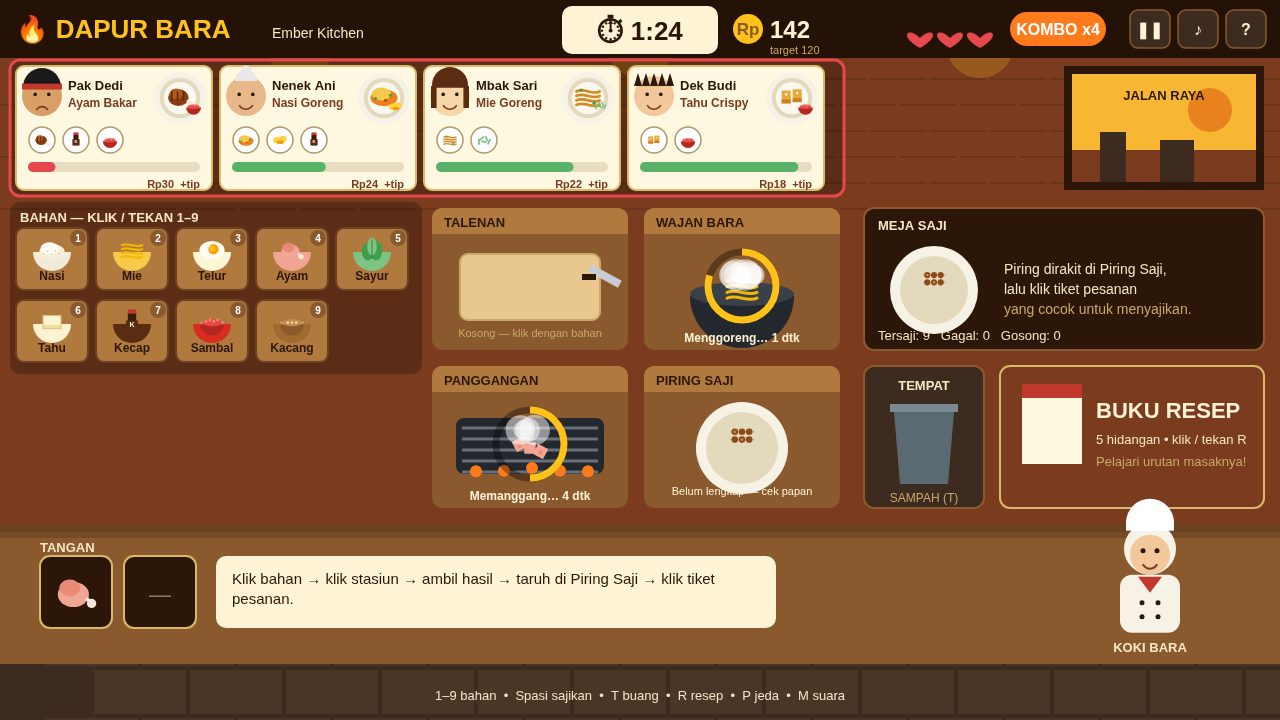 DAPUR BARA
Ember Kitchen
1:24
Rp 142
target 120
KOMBO x4
?
Pak Dedi
Ayam Bakar
Rp30 +tip
Nenek Ani
Nasi Goreng
Rp24 +tip
Mbak Sari
Mie Goreng
Rp22 +tip
Dek Budi
Tahu Crispy
Rp18 +tip
JALAN RAYA
BAHAN — KLIK / TEKAN 1–9
1
Nasi
2
Mie
3
Telur
4
Ayam
5
Sayur
6
Tahu
7
K
Kecap
8
Sambal
9
Kacang
TALENAN
Kosong — klik dengan bahan
WAJAN BARA
Menggoreng… 1 dtk
MEJA SAJI
Piring dirakit di Piring Saji,
lalu klik tiket pesanan
yang cocok untuk menyajikan.
Tersaji: 9 Gagal: 0 Gosong: 0
PANGGANGAN
Memanggang… 4 dtk
PIRING SAJI
Belum lengkap — cek papan
TEMPAT
SAMPAH (T)
BUKU RESEP
5 hidangan • klik / tekan R
Pelajari urutan masaknya!
TANGAN
—
Klik bahan → klik stasiun → ambil hasil → taruh di Piring Saji → klik tiket
pesanan.
KOKI BARA
1–9 bahan • Spasi sajikan • T buang • R resep • P jeda • M suara